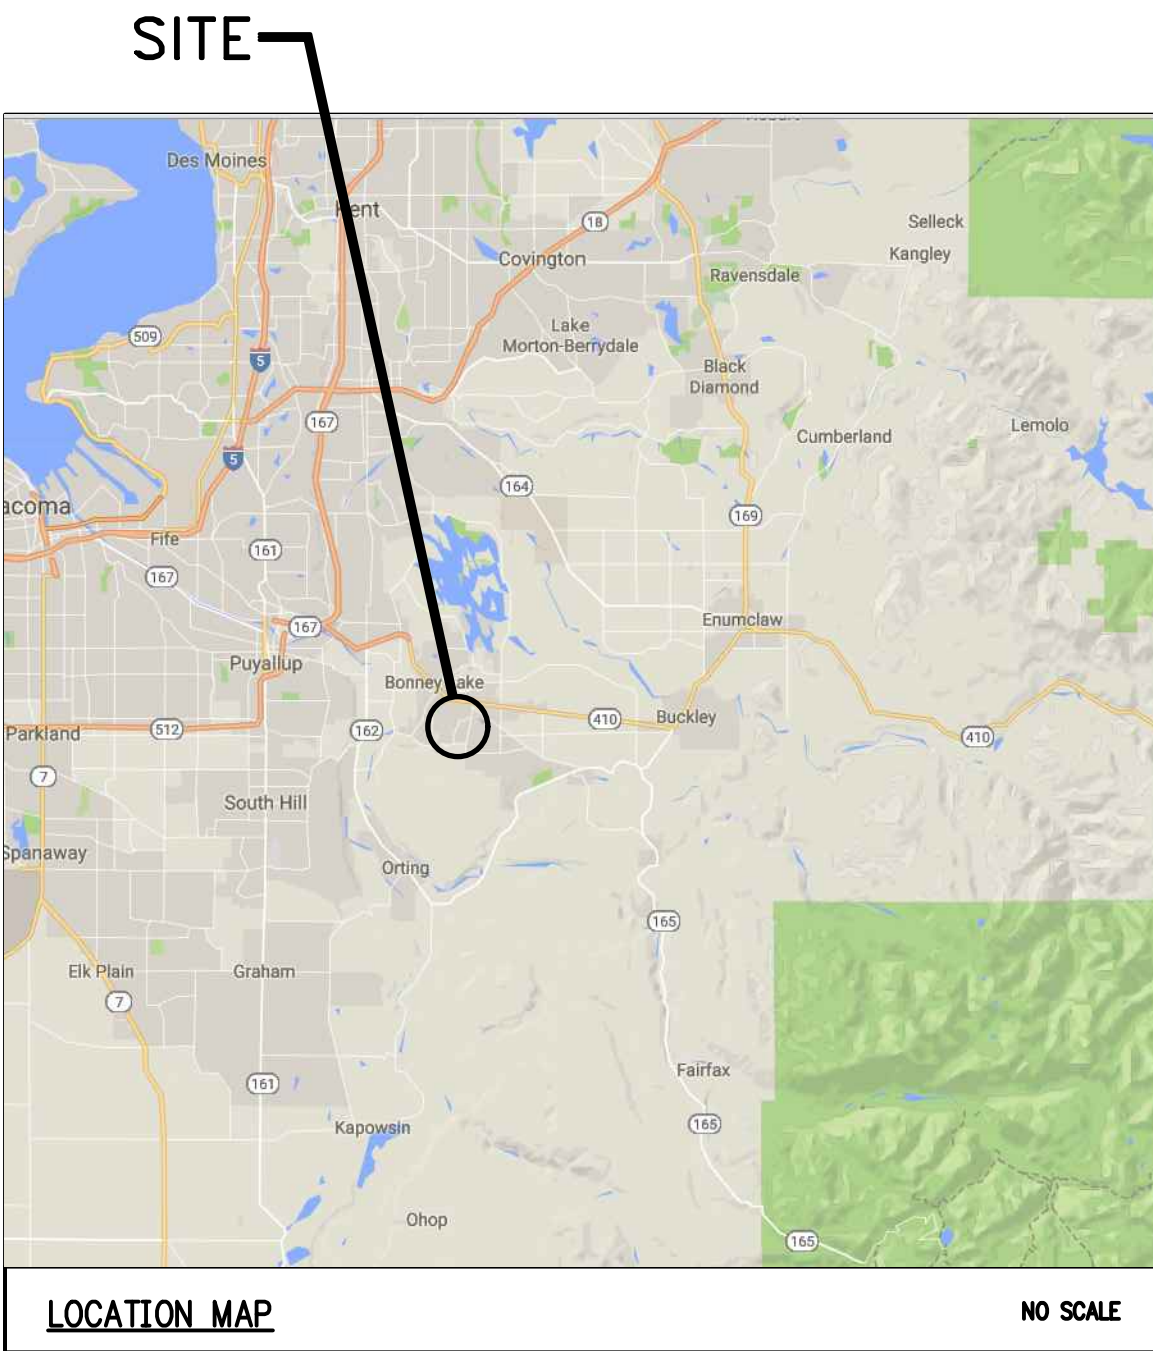 SITE
Des Moines
Kent
18
Selleck
Kangley
Covington
Ravensdale
509
Lake
Morton-Berrydale
5
Black
Diamond
167
Lemolo
Cumberland
5
164
acoma
169
Fife
161
167
Enumclaw
167
Puyallup
Bonney Lake
410
Buckley
512
162
Parkland
410
7
South Hill
Spanaway
Orting
165
Elk Plain
Graham
7
Fairfax
161
165
Kapowsin
Ohop
165
LOCATION MAP
NO SCALE